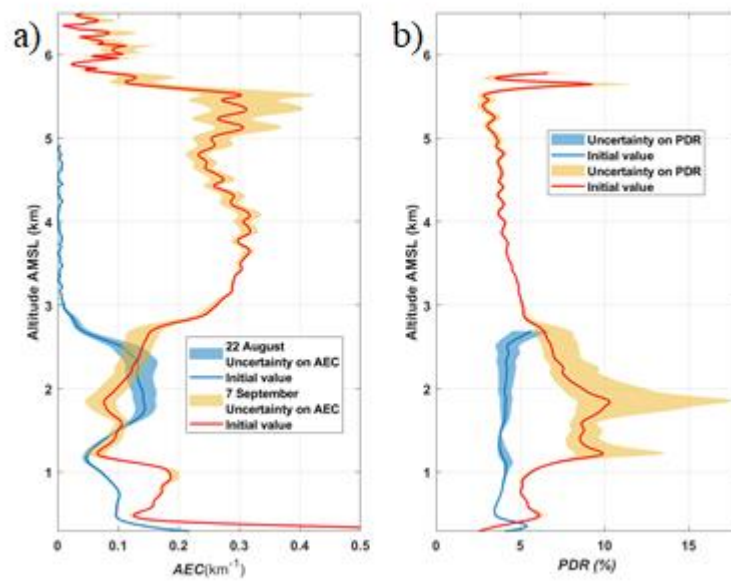 a)
6
5
4
3
2
1
Altitude AMSL (km)
22 August
Uncertainty on AEC
Initial value
7 September
Uncertainty on AEC
Initial value
0 0.1 0.2 0.3 0.4 0.5
AEC(km-1)
b)
6
5
4
3
2
1
Altitude AMSL (km)
Uncertainty on PDR
Initial value
Uncertainty on PDR
Initial value
0 5 10 15
PDR (%)